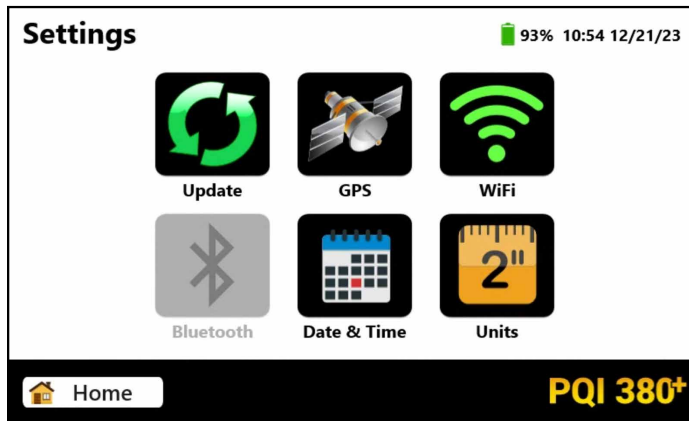 Settings
93% 10:54 12/21/23
Update GPS WiFi
2"
Bluetooth Date & Time Units
Home
PQI 380+